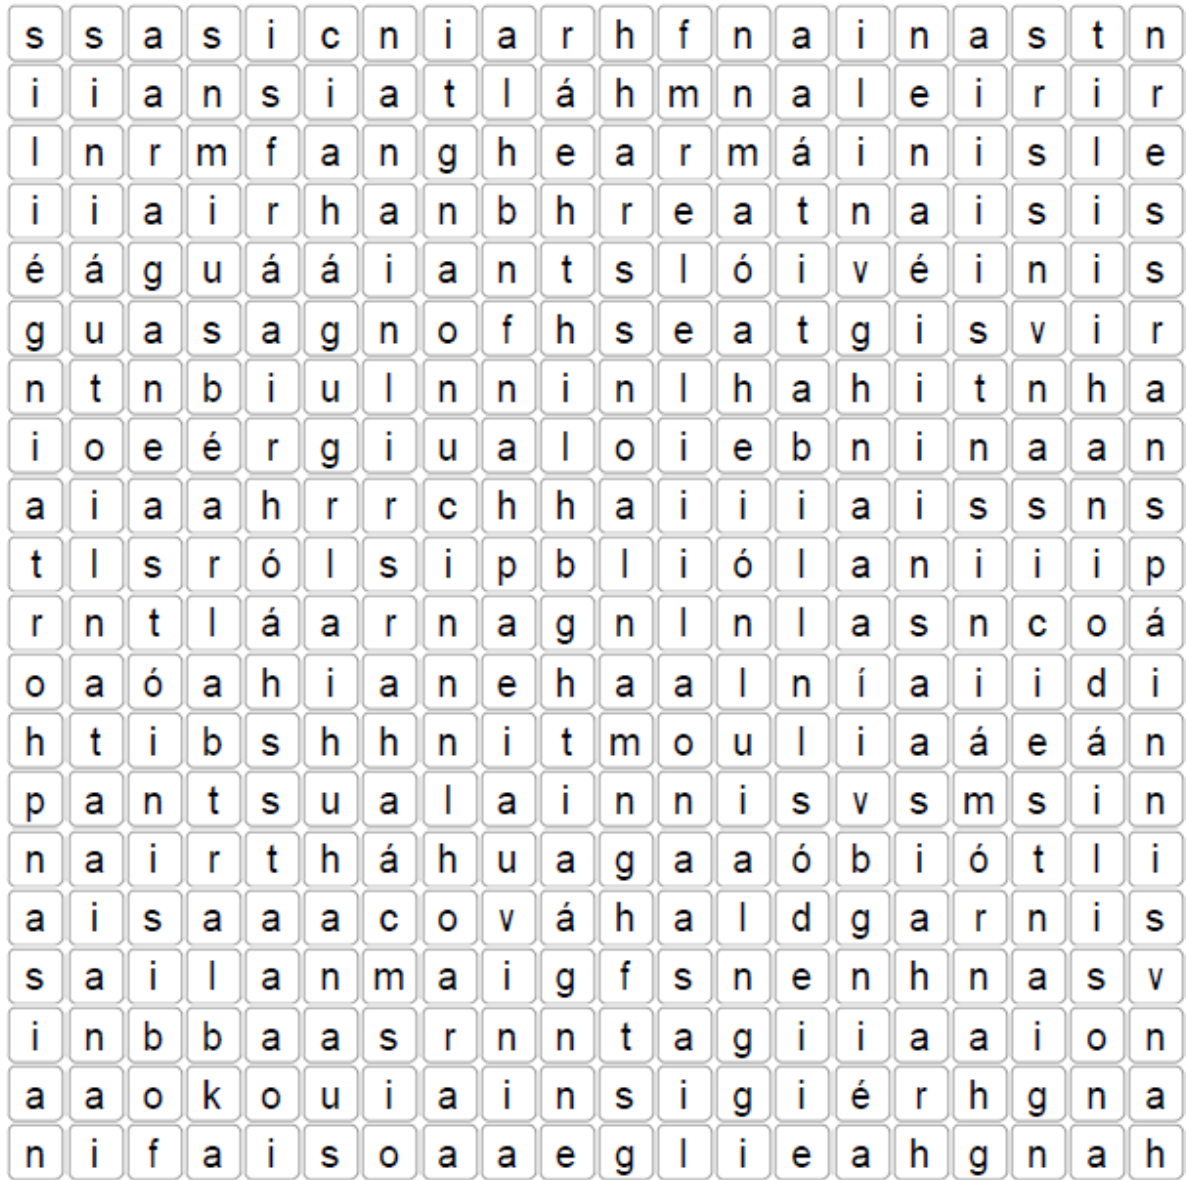 s s a s i c n i a r h f n a i n a s t n
i i a n s i a t l á h m n a l e i r i r
l n r m f a n g h e a r m á i n i s l e
i i a i r h a n b h r e a t n a i s i s
é á g u á á i a n t s l ó i v é i n i s
g u a s a g n o f h s e a t g i s v i r
n t n b i u l n n i n l h a h i t n h a
i o e é r g i u a l o i e b n i n a a n
a i a a h r r c h h a i i i a i s s n s
t l s r ó l s i p b l i ó l a n i i i p
r n t l á a r n a g n l n l a s n c o á
o a ó a h i a n e h a a l n í a i i d i
h t i b s h h n i t m o u l i a á e á n
p a n t s u a l a i n n i s v s m s i n
n a i r t h á h u a g a a ó b i ó t l i
a i s a a a c o v á h a l d g a r n i s
s a i l a n m a i g f s n e n h n a s v
i n b b a a s r n n t a g i i a a i o n
a a o k o u i a i n s i g i é r h g n a
n i f a i s o a a e g l i e a h g n a h